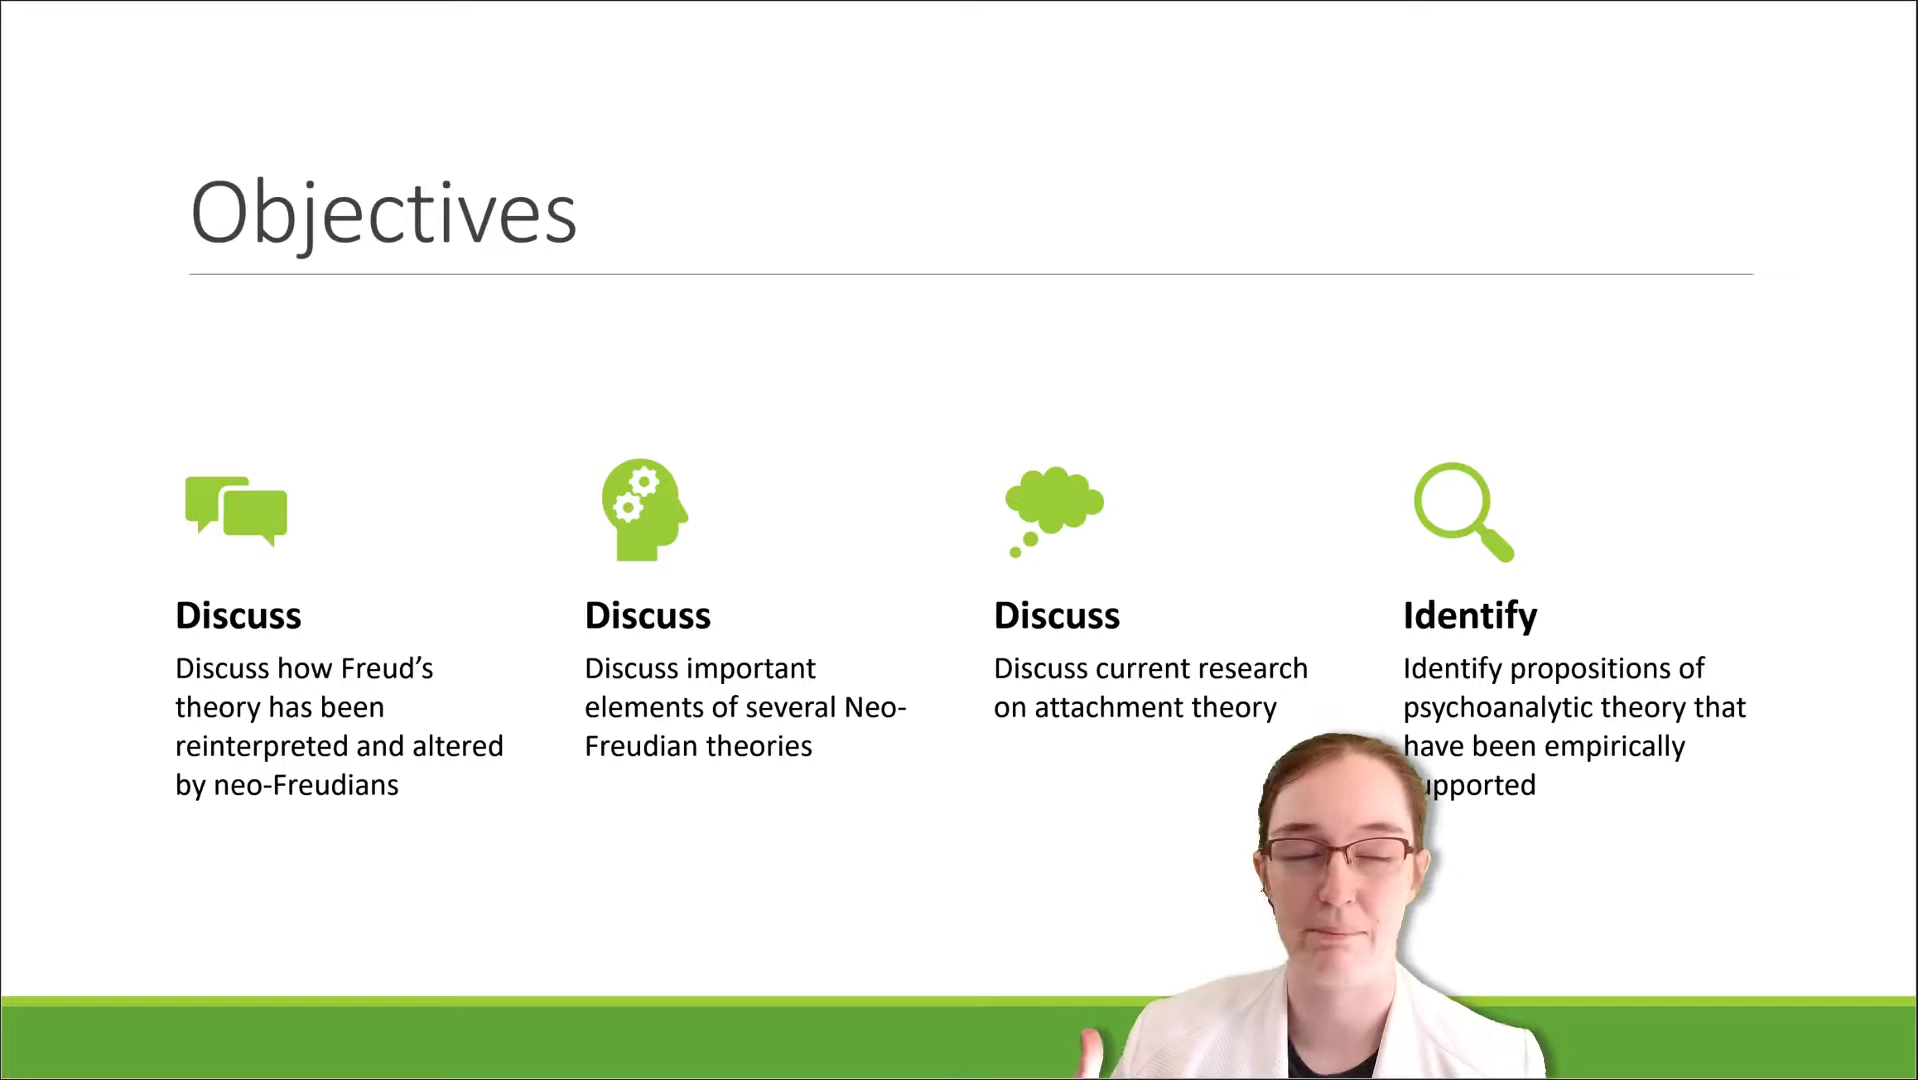 Objectives
Discuss
Discuss how Freud’s
theory has been
reinterpreted and altered
by neo-Freudians
Discuss
Discuss important
elements of several Neo-
Freudian theories
Discuss
Discuss current research
on attachment theory
Identify
Identify propositions of
psychoanalytic theory that
have been empirically
upported